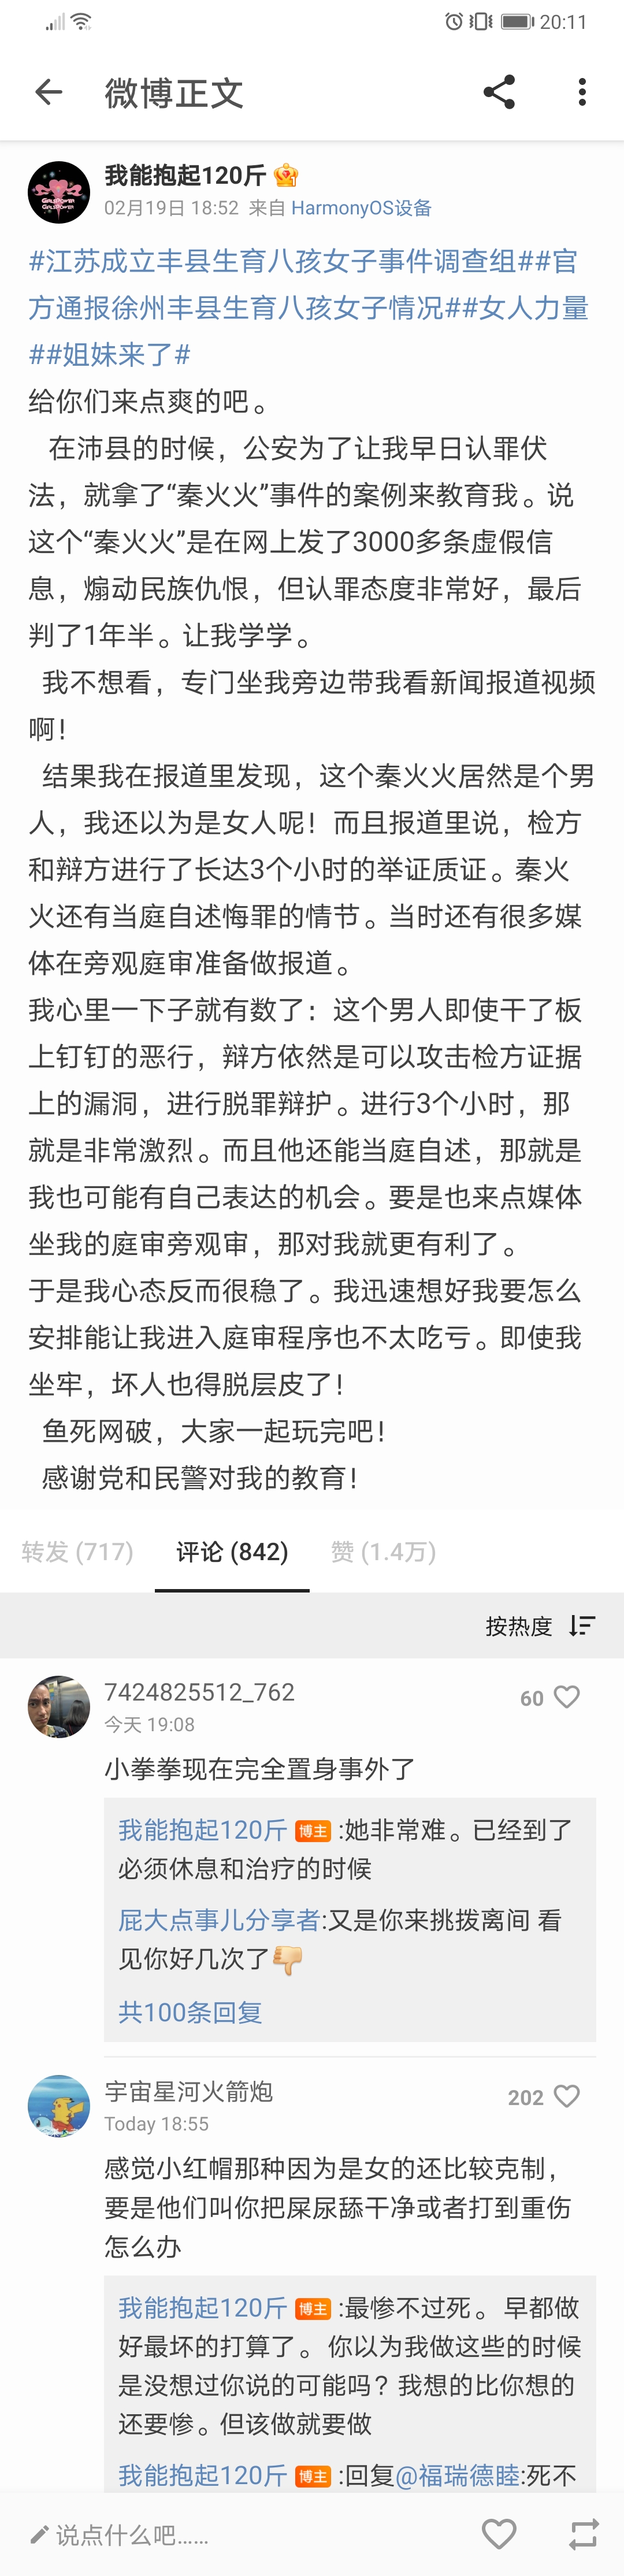 20:11
微博正文
我能抱起120斤
02月19日 18:52 来自 HarmonyOS设备
#江苏成立丰县生育八孩女子事件调查组##官
方通报徐州丰县生育八孩女子情况##女人力量
##姐妹来了#
给你们来点爽的吧。
在沛县的时候，公安为了让我早日认罪伏
法，就拿了“秦火火”事件的案例来教育我。说
这个“秦火火”是在网上发了3000多条虚假信
息，煽动民族仇恨，但认罪态度非常好，最后
判了1年半。让我学学。
我不想看，专门坐我旁边带我看新闻报道视频
啊！
结果我在报道里发现，这个秦火火居然是个男
人，我还以为是女人呢！而且报道里说，检方
和辩方进行了长达3个小时的举证质证。秦火
火还有当庭自述悔罪的情节。当时还有很多媒
体在旁观庭审准备做报道。
我心里一下子就有数了：这个男人即使干了板
上钉钉的恶行，辩方依然是可以攻击检方证据
上的漏洞，进行脱罪辩护。进行3个小时，那
就是非常激烈。而且他还能当庭自述，那就是
我也可能有自己表达的机会。要是也来点媒体
坐我的庭审旁观审，那对我就更有利了。
于是我心态反而很稳了。我迅速想好我要怎么
安排能让我进入庭审程序也不太吃亏。即使我
坐牢，坏人也得脱层皮了！
鱼死网破，大家一起玩完吧！
感谢党和民警对我的教育！
转发 (717) 评论 (842) 赞 (1.4万)
按热度
7424825512_762 60
今天 19:08
小拳拳现在完全置身事外了
我能抱起120斤 博主 :她非常难。已经到了
必须休息和治疗的时候
屁大点事儿分享者:又是你来挑拨离间 看
见你好几次了
共100条回复
宇宙星河火箭炮 202
Today 18:55
感觉小红帽那种因为是女的还比较克制，
要是他们叫你把屎尿舔干净或者打到重伤
怎么办
我能抱起120斤 博主 :最惨不过死。 早都做
好最坏的打算了。 你以为我做这些的时候
是没想过你说的可能吗？我想的比你想的
还要惨。但该做就要做
我能抱起120斤 博主 :回复@福瑞德睦:死不
说点什么吧……